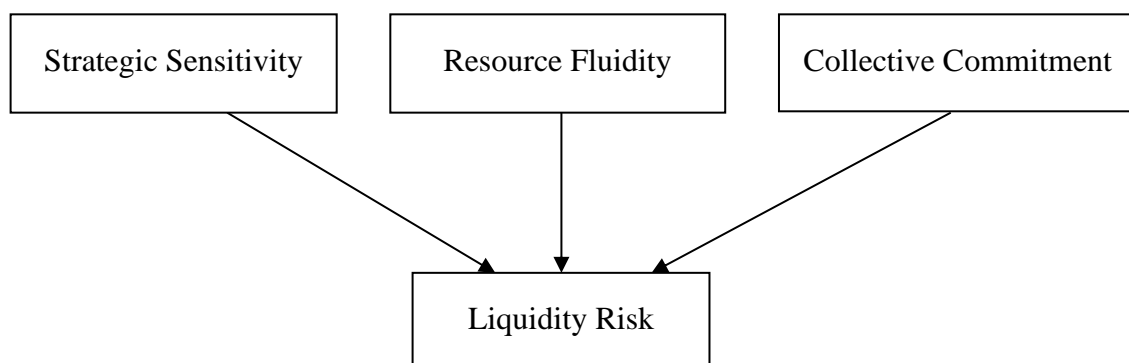 Strategic Sensitivity
Resource Fluidity
Collective Commitment
Liquidity Risk